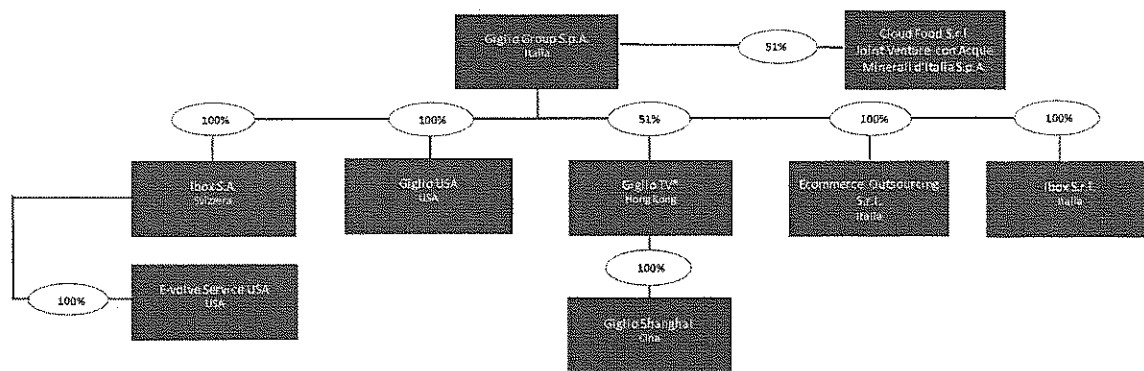 Giglio Group S.p.A.
Italia
51%
Cloud Food S.r.l.
Joint Venture con Acque
Minerali d'Italia S.p.A.
100%
100%
51%
100%
100%
Ibox S.A.
Svizzera
Giglio USA
USA
Giglio TV*
Hong Kong
Ecommerce Outsourcing
S.r.l.
Italia
Ibox S.r.l.
Italia
100%
E-volve Service USA
USA
100%
Giglio Shanghai
Cina